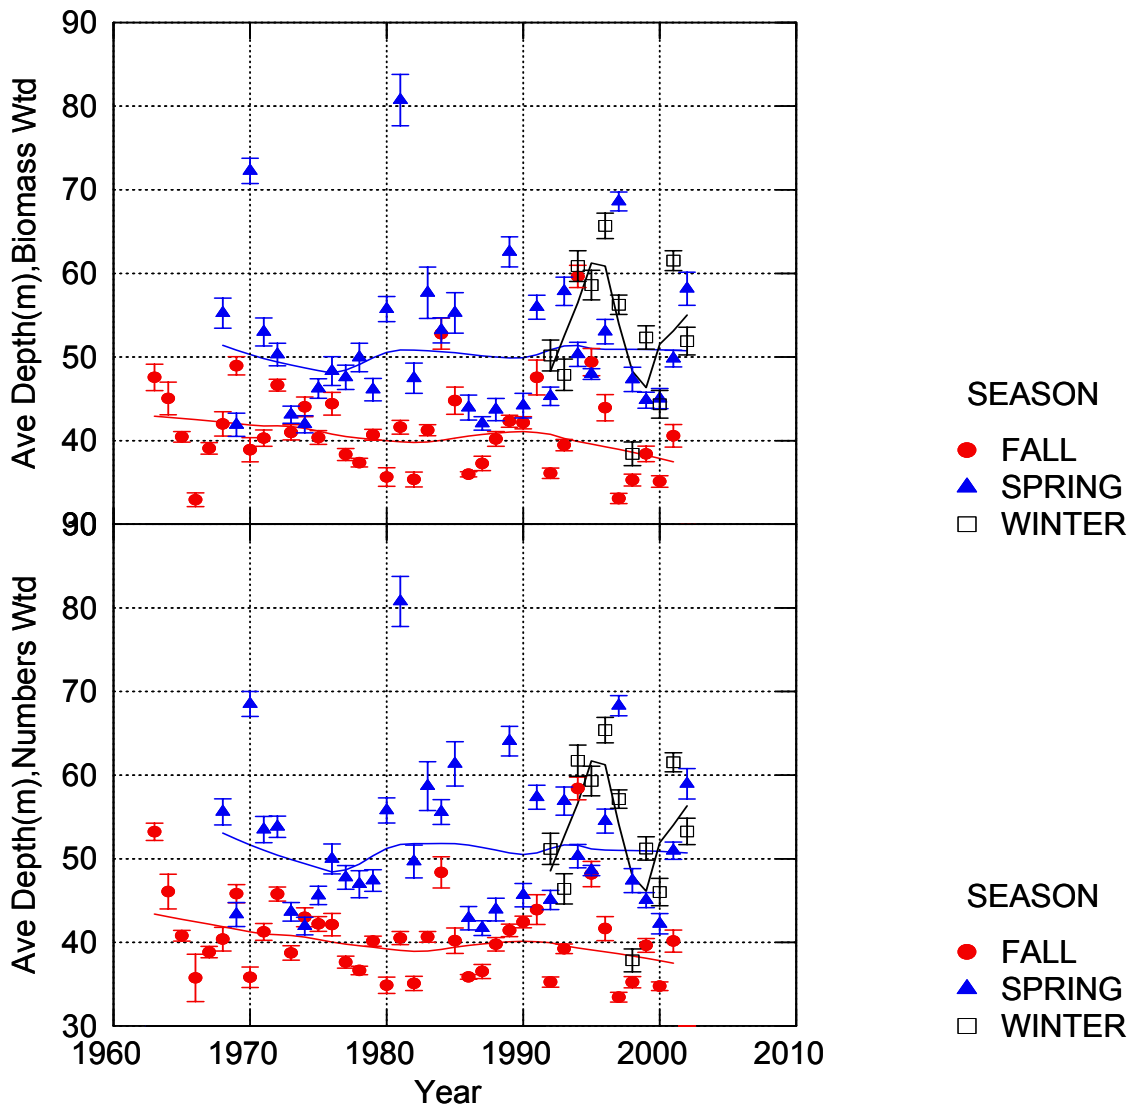 90
80
70
60
50
40
30
Ave Depth(m),Biomass Wtd
SEASON
FALL
SPRING
WINTER
90
80
70
60
50
40
30
Ave Depth(m),Numbers Wtd
SEASON
FALL
SPRING
WINTER
1960 1970 1980 1990 2000 2010
Year